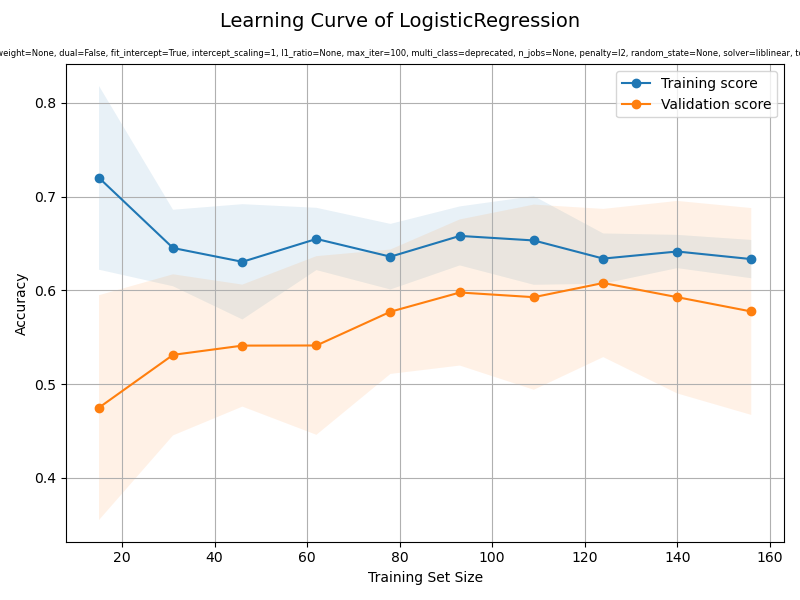 Learning Curve of LogisticRegression
weight=None, dual=False, fit_intercept=True, intercept_scaling=1, l1_ratio=None, max_iter=100, multi_class=deprecated, n_jobs=None, penalty=l2, random_state=None, solver=liblinear,
Training score
Validation score
0.8
0.7
0.6
0.5
0.4
Accuracy
20
40
60
80
100
120
140
160
Training Set Size